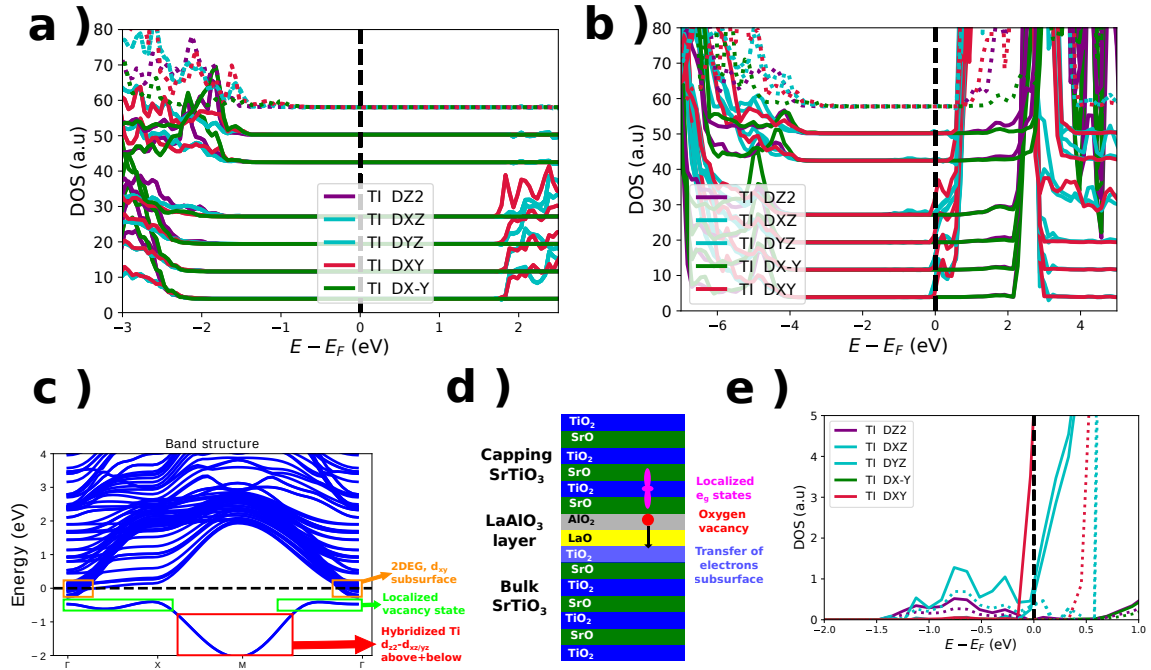 a )
80
70
60
50
40
30
20
10
0
DOS (a.u)
TI DZ2
TI DXZ
TI DYZ
TI DXY
TI DX-Y
−3
−2
−1
0
1
2
E − E_F (eV)
b )
80
70
60
50
40
30
20
10
0
DOS (a.u)
TI DZ2
TI DXZ
TI DYZ
TI DX-Y
TI DXY
−6
−4
−2
0
2
4
E − E_F (eV)
c )
Band structure
4
3
2
1
0
−1
−2
Energy (eV)
Γ
X
M
Γ
2DEG, d_xy
subsurface
Localized
vacancy state
Hybridized Ti
d_z2-d_xz/yz
above+below
d )
Capping
SrTiO₃
LaAlO₃
layer
Bulk
SrTiO₃
TiO₂
SrO
TiO₂
SrO
TiO₂
SrO
AlO₂
LaO
TiO₂
SrO
TiO₂
SrO
TiO₂
SrO
TiO₂
Localized
e_g states
Oxygen
vacancy
Transfer of
electrons
subsurface
e )
5
4
3
2
1
0
DOS (a.u)
TI DZ2
TI DXZ
TI DYZ
TI DX-Y
TI DXY
−2.0
−1.5
−1.0
−0.5
0.0
0.5
1.0
E − E_F (eV)